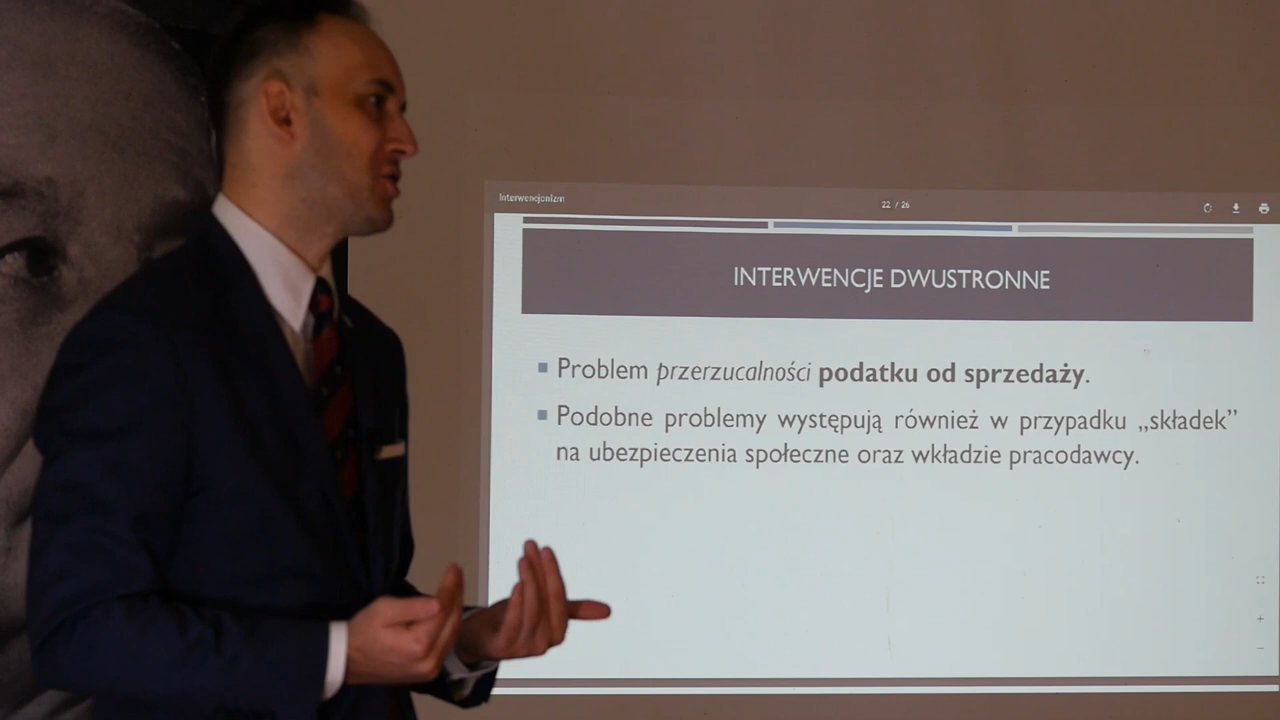 Interwencjonizm
22 / 26
INTERWENCJE DWUSTRONNE
Problem przerzucalności podatku od sprzedaży.
Podobne problemy występują również w przypadku „składek”
na ubezpieczenia społeczne oraz wkładzie pracodawcy.